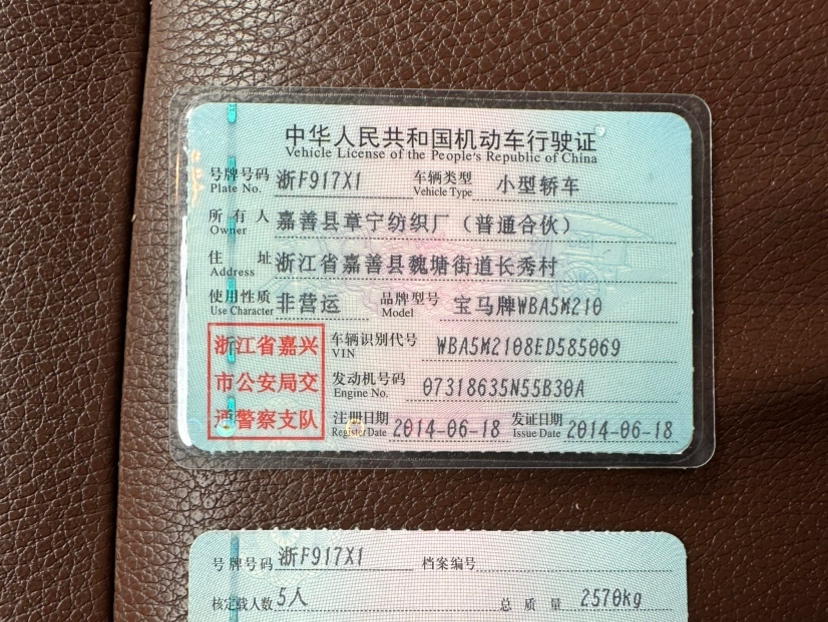 中华人民共和国机动车行驶证
Vehicle License of the People's Republic of China
号牌号码 浙F917X1 车辆类型 小型轿车
Plate No. Vehicle Type
所有人 嘉善县章宁纺织厂（普通合伙）
Owner
住址 浙江省嘉善县魏塘街道长秀村
Address
使用性质 非营运 品牌型号 宝马牌WBA5M210
Use Character Model
浙江省嘉兴
市公安局交
通警察支队
车辆识别代号 WBA5M2108ED585069
VIN
发动机号码 07318635N55B30A
Engine No.
注册日期 2014-06-18 发证日期 2014-06-18
Register Date Issue Date
号牌号码 浙F917X1 档案编号
核定载人数 5人 总质量 2570kg